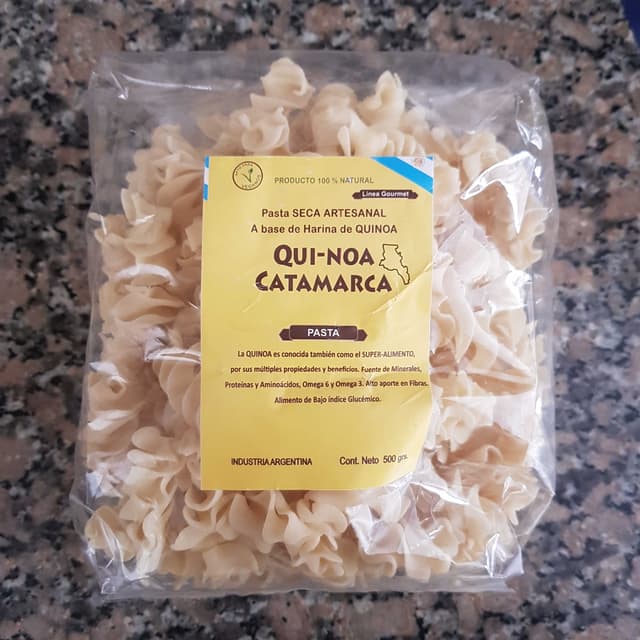 PRODUCTO 100 % NATURAL
Linea Gourmet
Pasta SECA ARTESANAL
A base de Harina de QUINOA
QUI-NOA
CATAMARCA
PASTA
La QUINOA es conocida también como el SUPER-ALIMENTO,
por sus múltiples propiedades y beneficios. Fuente de Minerales,
Proteínas y Aminoácidos, Omega 6 y Omega 3. Alto aporte en Fibras.
Alimento de Bajo índice Glucémico.
INDUSTRIA ARGENTINA Cont. Neto 500 grs.